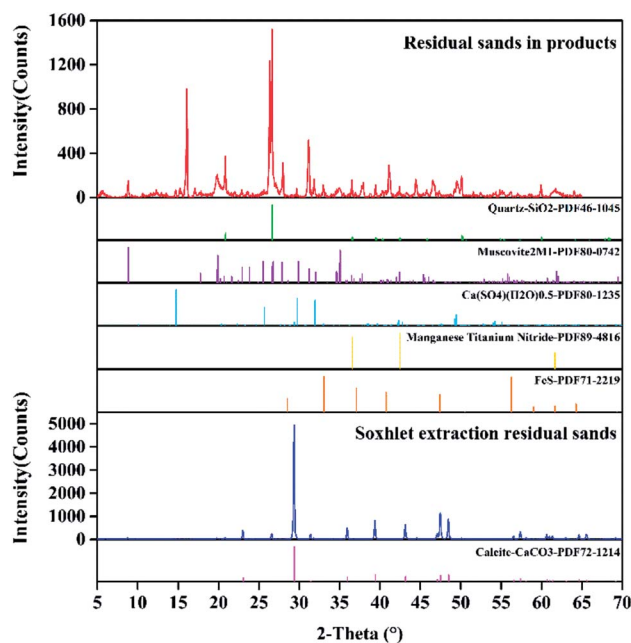 1600
Residual sands in products
1200
800
400
0
Intensity(Counts)
Quartz-SiO2-PDF46-1045
Muscovite2M1-PDF80-0742
Ca(SO4)(H2O)0.5-PDF80-1235
Manganese Titanium Nitride-PDF89-4816
FeS-PDF71-2219
5000
Soxhlet extraction residual sands
4000
3000
2000
1000
0
Intensity(Counts)
Calcite-CaCO3-PDF72-1214
5 10 15 20 25 30 35 40 45 50 55 60 65 70
2-Theta (°)